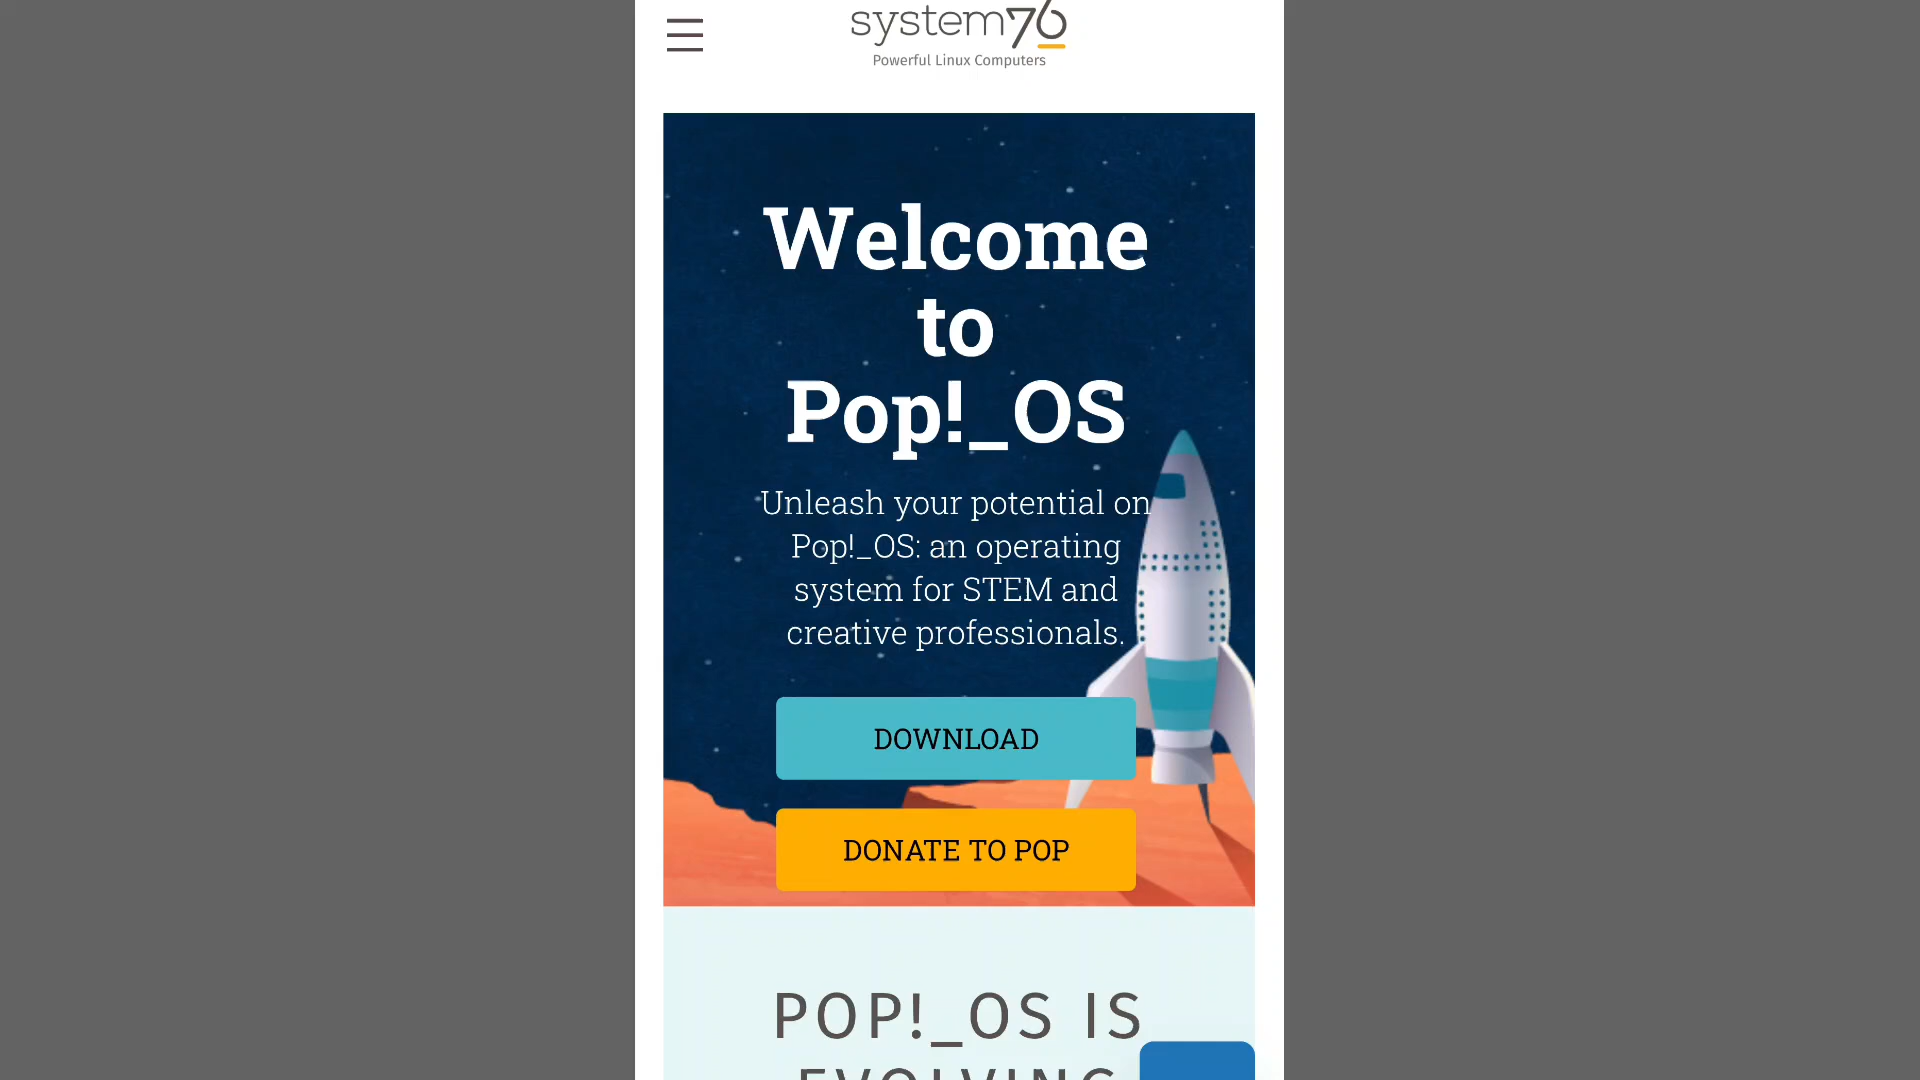 system76
Powerful Linux Computers
Welcome
to
Pop!_OS
Unleash your potential on
Pop!_OS: an operating
system for STEM and
creative professionals.
DOWNLOAD
DONATE TO POP
POP!_OS IS
EVOLVING